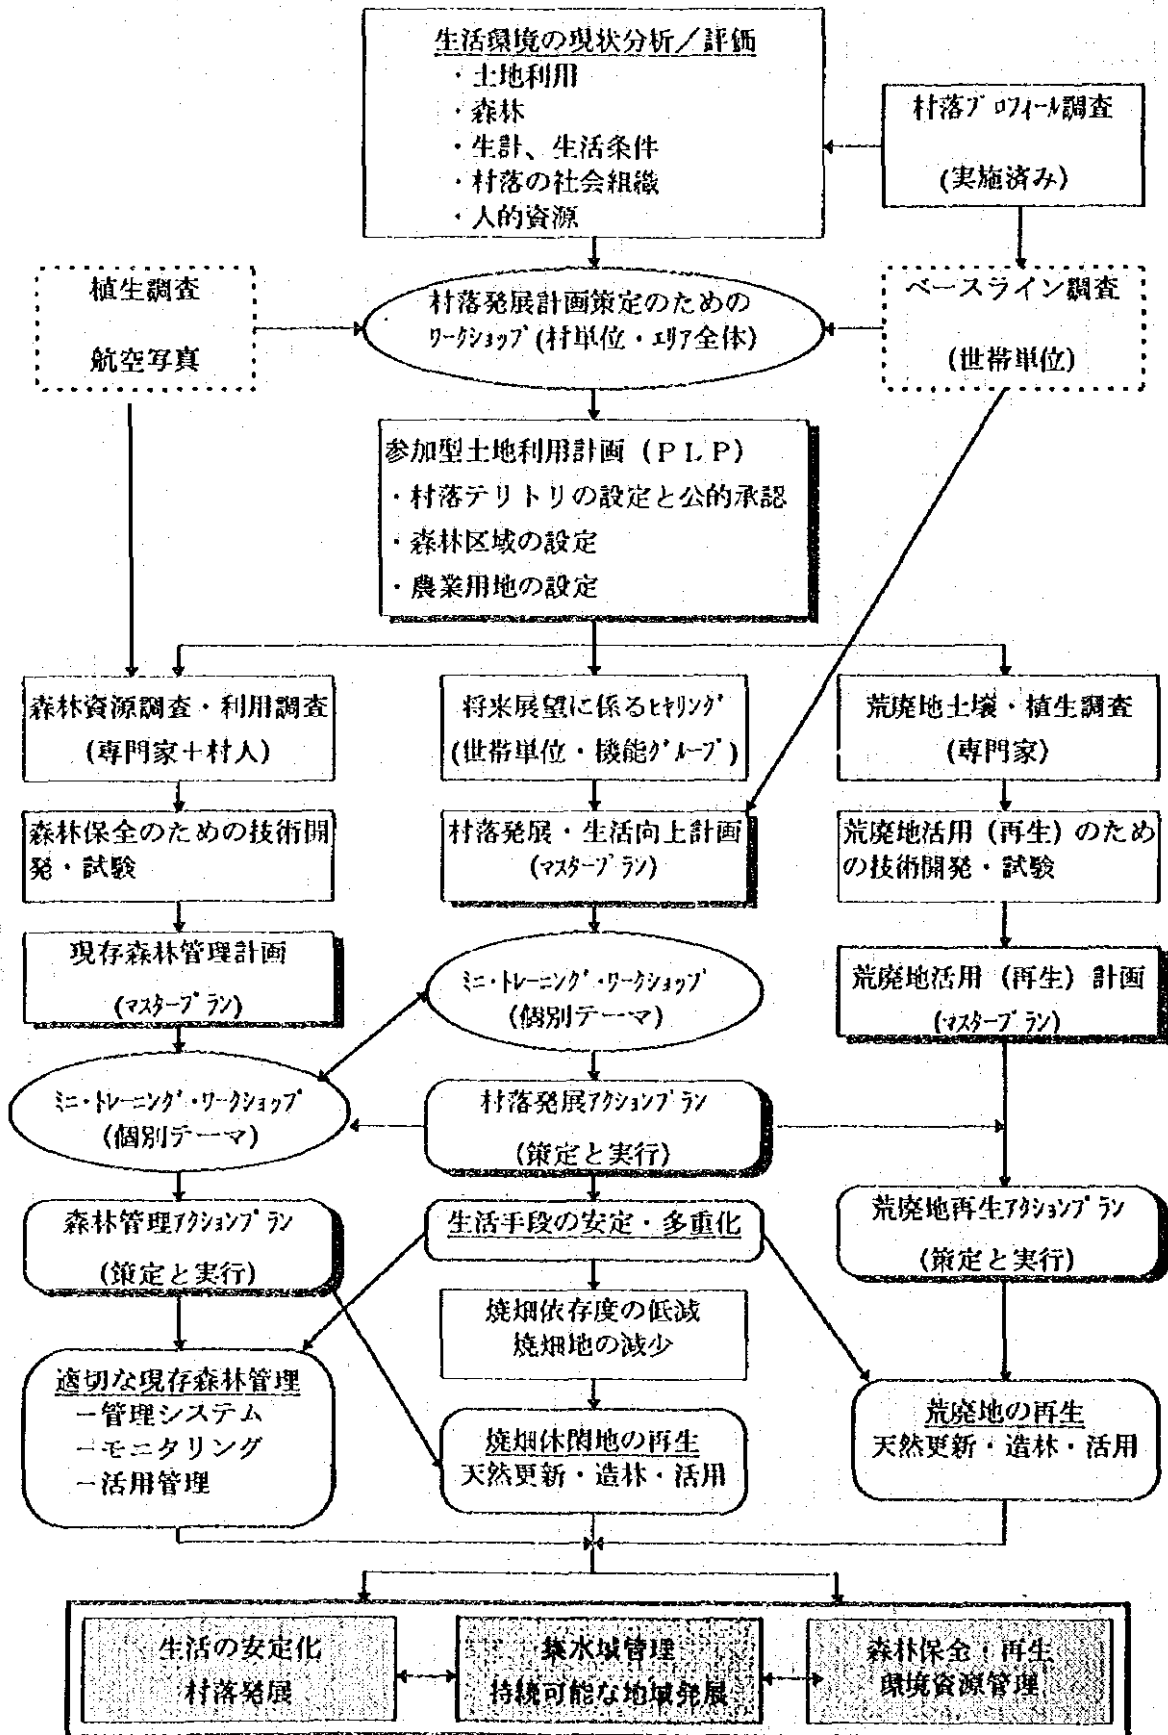 生活環境の現状分析／評価
・土地利用
・森林
・生計、生活条件
・村落の社会組織
・人的資源
村落プロフィール調査
(実施済み)
植生調査
航空写真
村落発展計画策定のための
ワークショップ(村単位・エリア全体)
ベースライン調査
(世帯単位)
参加型土地利用計画（ＰＬＰ）
・村落テリトリの設定と公的承認
・森林区域の設定
・農業用地の設定
森林資源調査・利用調査
(専門家＋村人)
将来展望に係るヒヤリング
(世帯単位・機能グループ)
荒廃地土壌・植生調査
(専門家)
森林保全のための技術開
発・試験
村落発展・生活向上計画
(マスタープラン)
荒廃地活用（再生）のため
の技術開発・試験
現存森林管理計画
(マスタープラン)
ミニ・トレーニング・ワークショップ
(個別テーマ)
荒廃地活用（再生）計画
(マスタープラン)
ミニ・トレーニング・ワークショップ
(個別テーマ)
村落発展アクションプラン
(策定と実行)
森林管理アクションプラン
(策定と実行)
生活手段の安定・多重化
荒廃地再生アクションプラン
(策定と実行)
焼畑依存度の低減
焼畑地の減少
適切な現存森林管理
－管理システム
－モニタリング
－活用管理
焼畑休閑地の再生
天然更新・造林・活用
荒廃地の再生
天然更新・造林・活用
生活の安定化
村落発展
集水域管理
持続可能な地域発展
森林保全・再生
環境資源管理